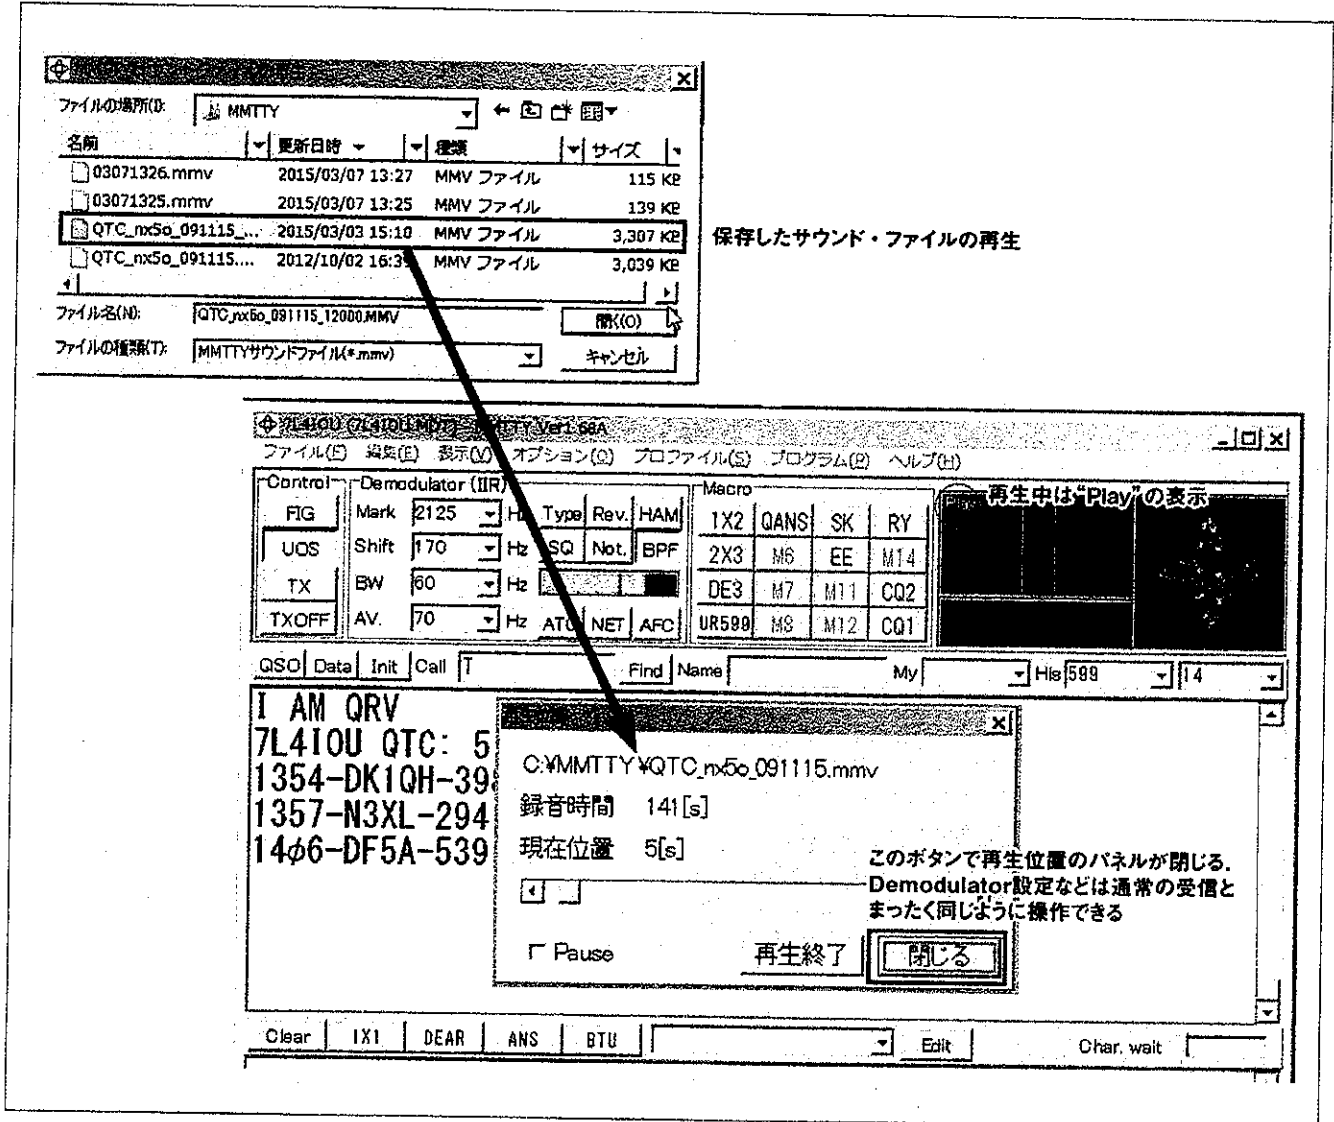 ファイルの場所(I): MMTTY
名前 更新日時 種類 サイズ
03071326.mmv 2015/03/07 13:27 MMV ファイル 115 KB
03071325.mmv 2015/03/07 13:25 MMV ファイル 139 KB
QTC_nx5o_091115_... 2015/03/03 15:10 MMV ファイル 3,307 KB
保存したサウンド・ファイルの再生
QTC_nx5o_091115.... 2012/10/02 16:39 MMV ファイル 3,039 KB
ファイル名(N): QTC_nx5o_091115_12000.MMV 開く(O)
ファイルの種類(T): MMTTYサウンドファイル(*.mmv) キャンセル
7L4IOU (7L4IOU.MDT) - MMTTY Ver1.68A
ファイル(F) 編集(E) 表示(V) オプション(O) プロファイル(S) プログラム(P) ヘルプ(H)
Control Demodulator (IIR) Macro
再生中は“Play”の表示
FIG Mark 2125 Hz Type Rev. HAM 1X2 QANS SK RY
UOS Shift 170 Hz SQ Not. BPF 2X3 M6 EE M14
TX BW 60 Hz DE3 M7 M11 CQ2
TXOFF AV. 70 Hz ATC NET AFC UR599 M8 M12 CQ1
QSO Data Init Call T Find Name My His 599 14
I AM QRV
7L4IOU QTC: 5
1354-DK1QH-398
1357-N3XL-294
14φ6-DF5A-539
C:¥MMTTY¥QTC_nx5o_091115.mmv
録音時間 141[s]
現在位置 5[s]
このボタンで再生位置のパネルが閉じる．
Demodulator設定などは通常の受信と
まったく同じように操作できる
Pause 再生終了 閉じる
Clear 1X1 DEAR ANS BTU Edit Char. wait